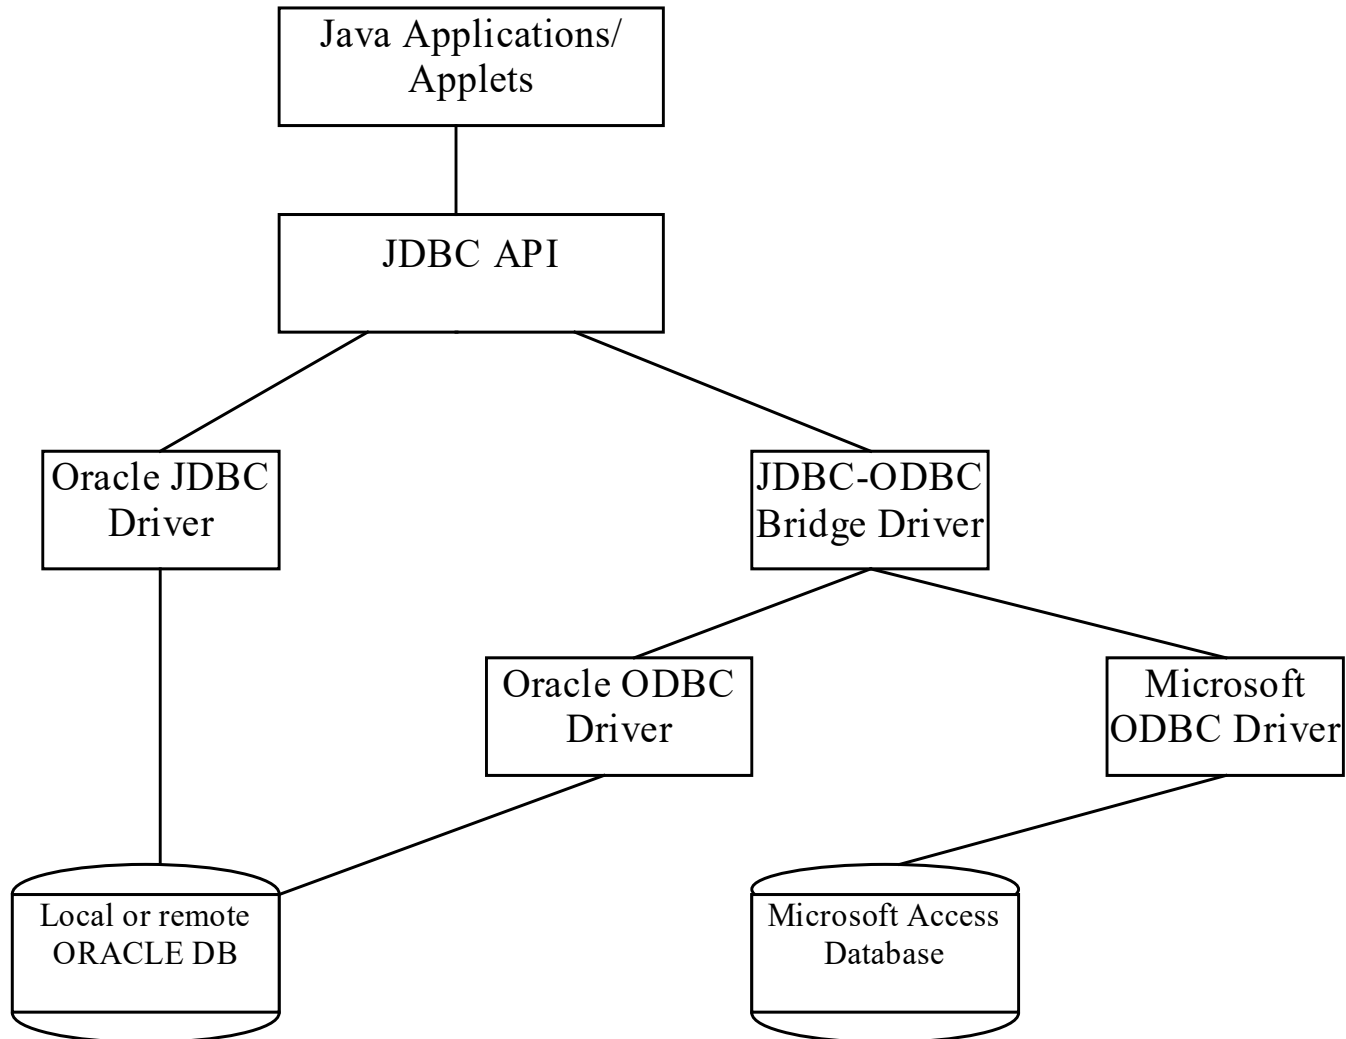 Java Applications/
Applets
JDBC API
Oracle JDBC
Driver
JDBC-ODBC
Bridge Driver
Oracle ODBC
Driver
Microsoft
ODBC Driver
Local or remote
ORACLE DB
Microsoft Access
Database